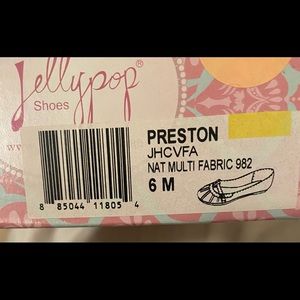 Jellypop®
Shoes
PRESTON
JHCVFA
NAT MULTI FABRIC 982
6 M
8 85044 11805 4